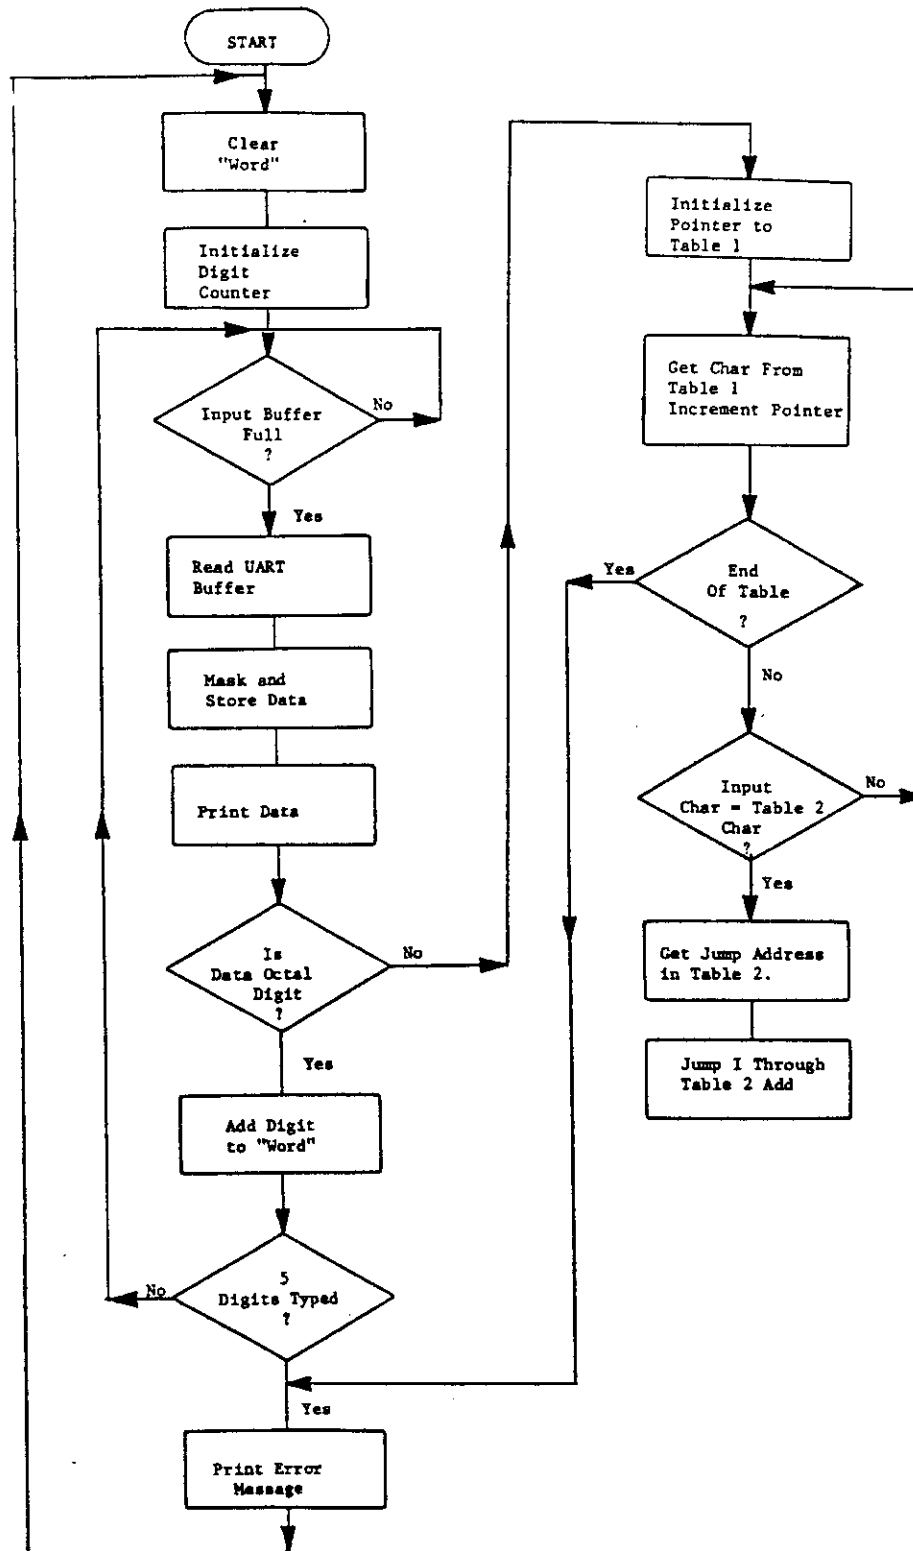 START
Clear
"Word"
Initialize
Digit
Counter
Input Buffer
Full
?
No
Yes
Read UART
Buffer
Mask and
Store Data
Print Data
Is
Data Octal
Digit
?
No
Yes
Add Digit
to "Word"
5
Digits Typed
?
No
Yes
Print Error
Message
Initialize
Pointer to
Table 1
Get Char From
Table 1
Increment Pointer
End
Of Table
?
Yes
No
Input
Char = Table 2
Char
?
No
Yes
Get Jump Address
in Table 2.
Jump I Through
Table 2 Add